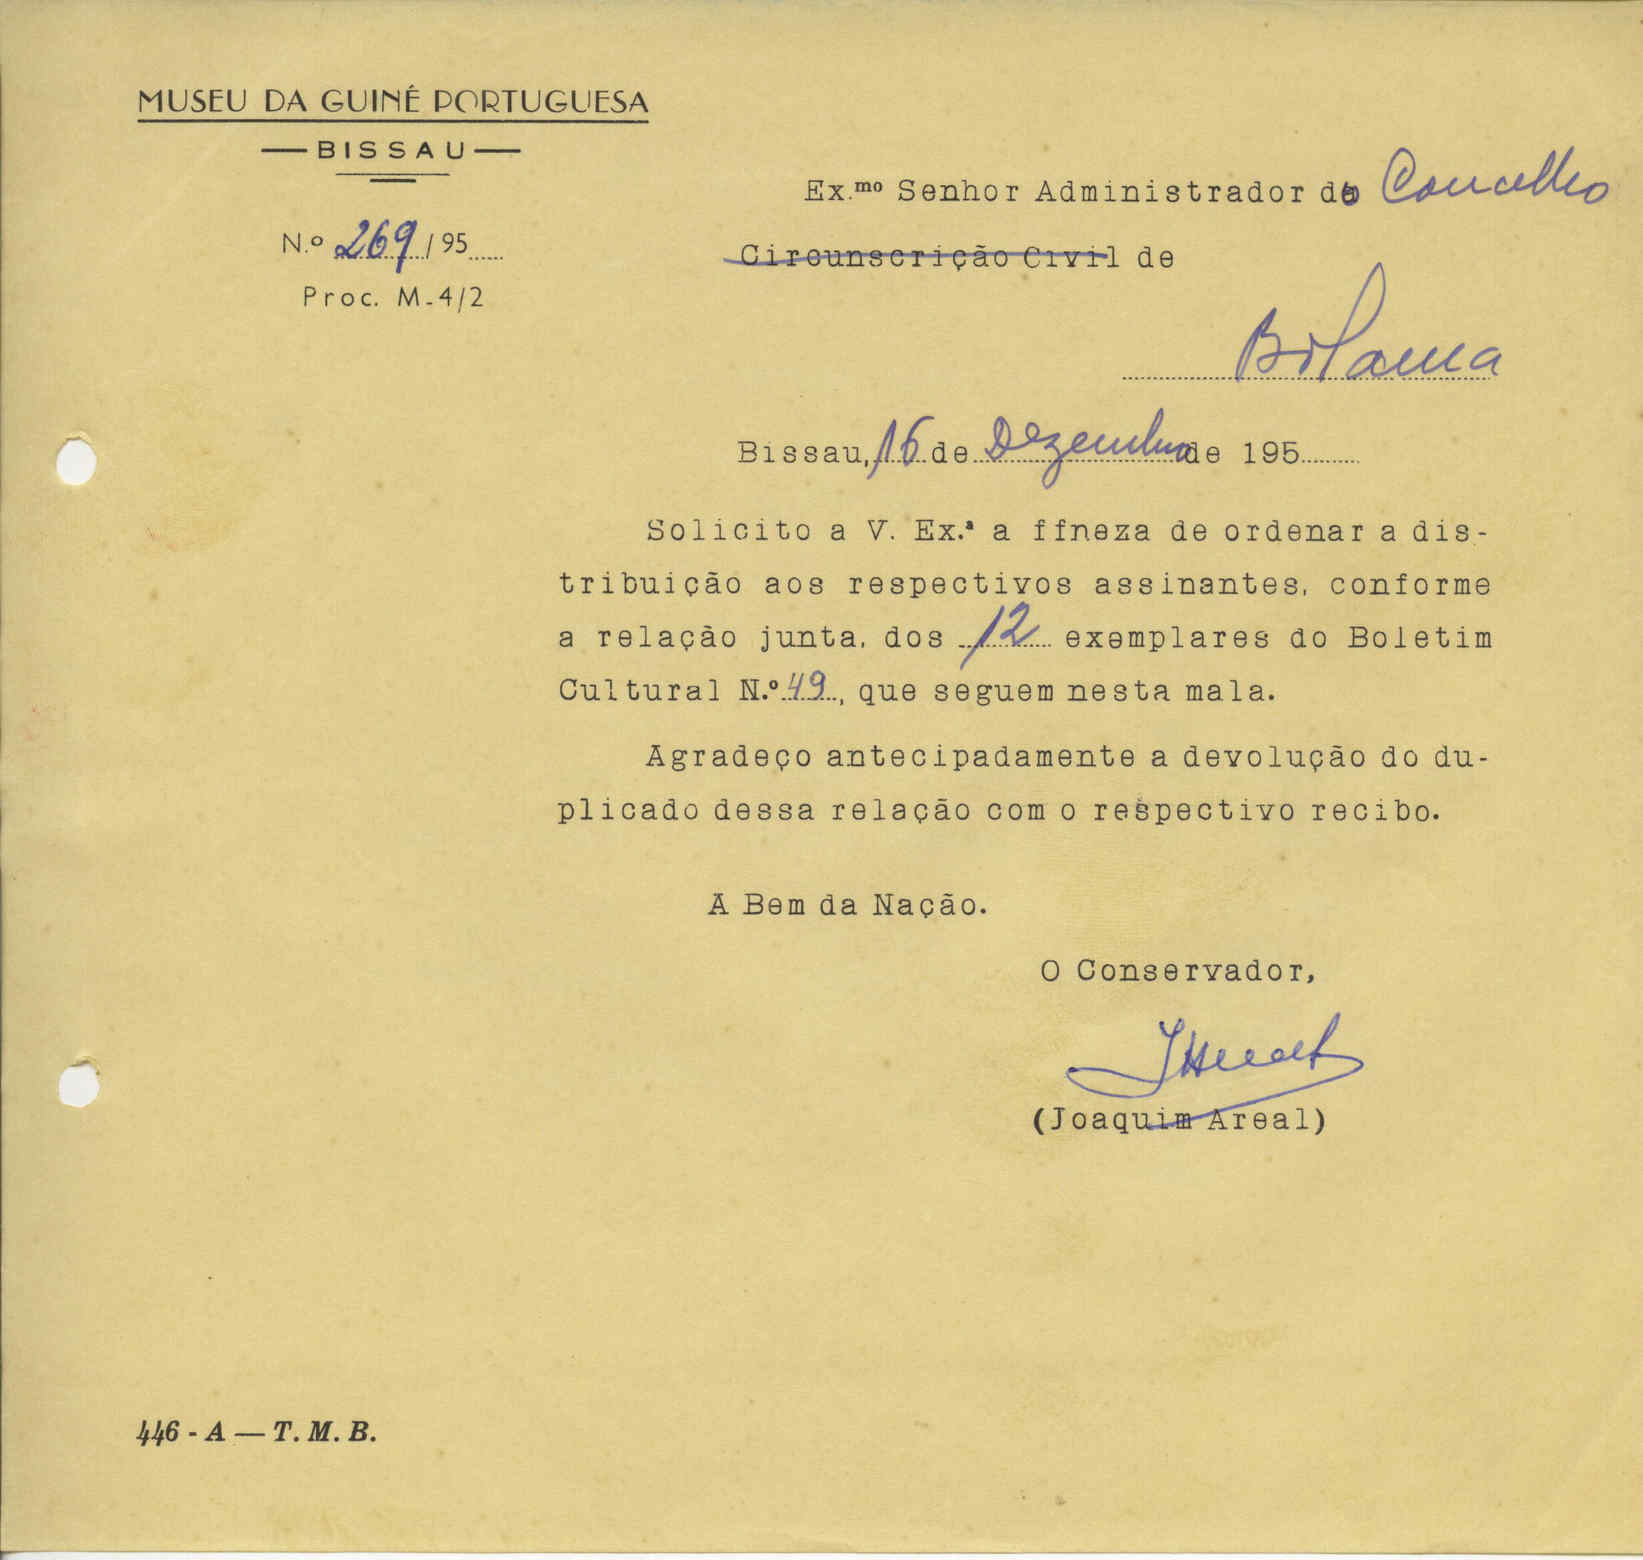 MUSEU DA GUINÉ PORTUGUESA
BISSAU
N.º 269 / 95
Proc. M-4/2
Ex.mo Senhor Administrador do Concelho
Circunscrição Civil de
Bolama
Bissau, 16 de Dezembro de 195
Solicito a V. Ex.ª a ffneza de ordenar a dis-
tribuição aos respectivos assinantes, conforme
a relação junta, dos 12 exemplares do Boletim
Cultural N.º 49, que seguem nesta mala.
Agradeço antecipadamente a devolução do du-
plicado dessa relação com o respectivo recibo.
A Bem da Nação.
O Conservador,
(Joaquim Areal)
446 - A — T. M. B.